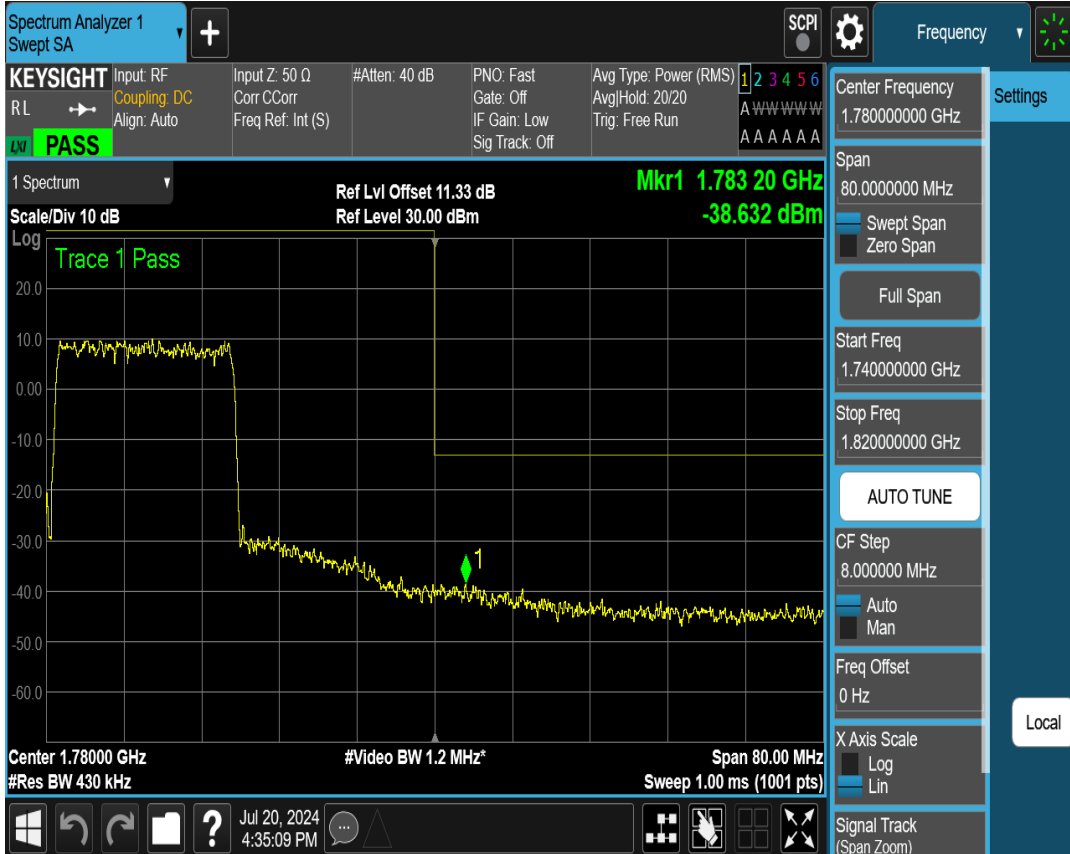 Spectrum Analyzer 1
Swept SA
+
SCPI
Frequency
KEYSIGHT
RL
LXI PASS
Input: RF
Coupling: DC
Align: Auto
Input Z: 50 Ω
Corr CCorr
Freq Ref: Int (S)
#Atten: 40 dB
PNO: Fast
Gate: Off
IF Gain: Low
Sig Track: Off
Avg Type: Power (RMS)
Avg|Hold: 20/20
Trig: Free Run
1 2 3 4 5 6
A W W W W W
A A A A A A
1 Spectrum
Scale/Div 10 dB
Ref Lvl Offset 11.33 dB
Ref Level 30.00 dBm
Mkr1 1.783 20 GHz
-38.632 dBm
Log
Trace 1 Pass
20.0
10.0
0.00
-10.0
-20.0
-30.0
-40.0
-50.0
-60.0
1
Center 1.78000 GHz
#Video BW 1.2 MHz*
Span 80.00 MHz
#Res BW 430 kHz
Sweep 1.00 ms (1001 pts)
?
Jul 20, 2024
4:35:09 PM
Center Frequency
1.780000000 GHz
Span
80.0000000 MHz
Swept Span
Zero Span
Full Span
Start Freq
1.740000000 GHz
Stop Freq
1.820000000 GHz
AUTO TUNE
CF Step
8.000000 MHz
Auto
Man
Freq Offset
0 Hz
X Axis Scale
Log
Lin
Signal Track
(Span Zoom)
Settings
Local